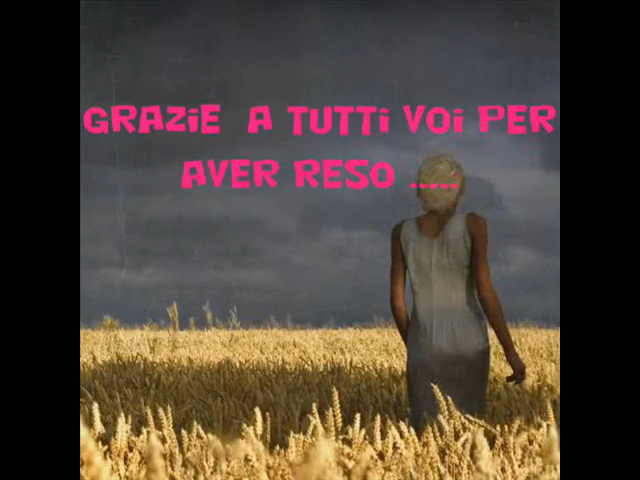 GRAZIE A TUTTI VOI PER
AVER RESO .....